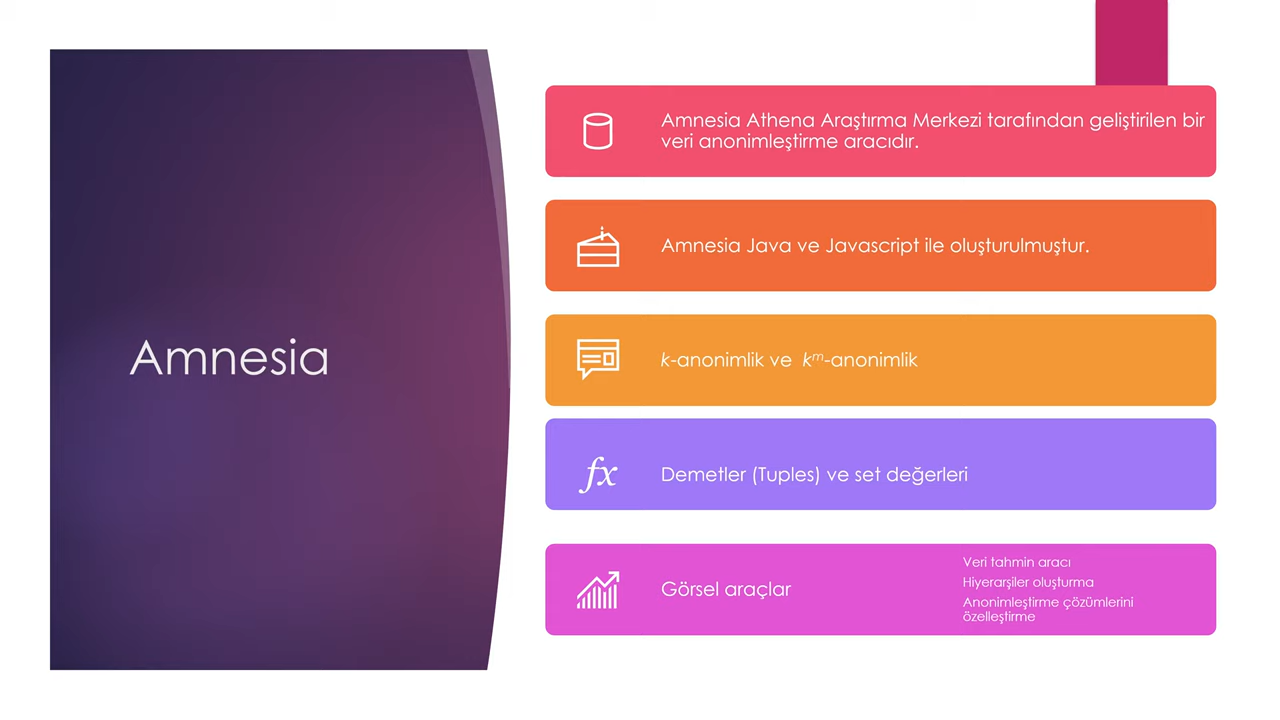 Amnesia
Amnesia Athena Araştırma Merkezi tarafından geliştirilen bir
veri anonimleştirme aracıdır.
Amnesia Java ve Javascript ile oluşturulmuştur.
k-anonimlik ve kᵐ-anonimlik
fx
Demetler (Tuples) ve set değerleri
Görsel araçlar
Veri tahmin aracı
Hiyerarşiler oluşturma
Anonimleştirme çözümlerini
özelleştirme